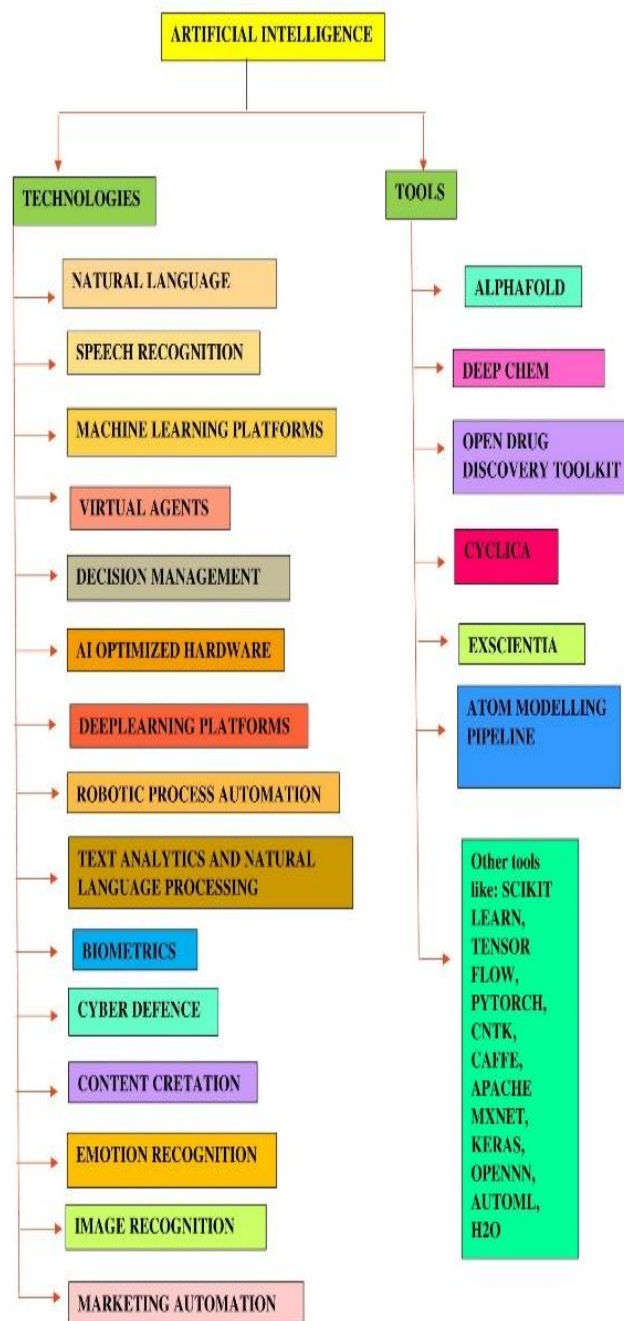 ARTIFICIAL INTELLIGENCE
TECHNOLOGIES
NATURAL LANGUAGE
SPEECH RECOGNITION
MACHINE LEARNING PLATFORMS
VIRTUAL AGENTS
DECISION MANAGEMENT
AI OPTIMIZED HARDWARE
DEEPLEARNING PLATFORMS
ROBOTIC PROCESS AUTOMATION
TEXT ANALYTICS AND NATURAL
LANGUAGE PROCESSING
BIOMETRICS
CYBER DEFENCE
CONTENT CRETATION
EMOTION RECOGNITION
IMAGE RECOGNITION
MARKETING AUTOMATION
TOOLS
ALPHAFOLD
DEEP CHEM
OPEN DRUG
DISCOVERY TOOLKIT
CYCLICA
EXSCIENTIA
ATOM MODELLING
PIPELINE
Other tools
like: SCIKIT
LEARN,
TENSOR
FLOW,
PYTORCH,
CNTK,
CAFFE,
APACHE
MXNET,
KERAS,
OPENNN,
AUTOML,
H2O